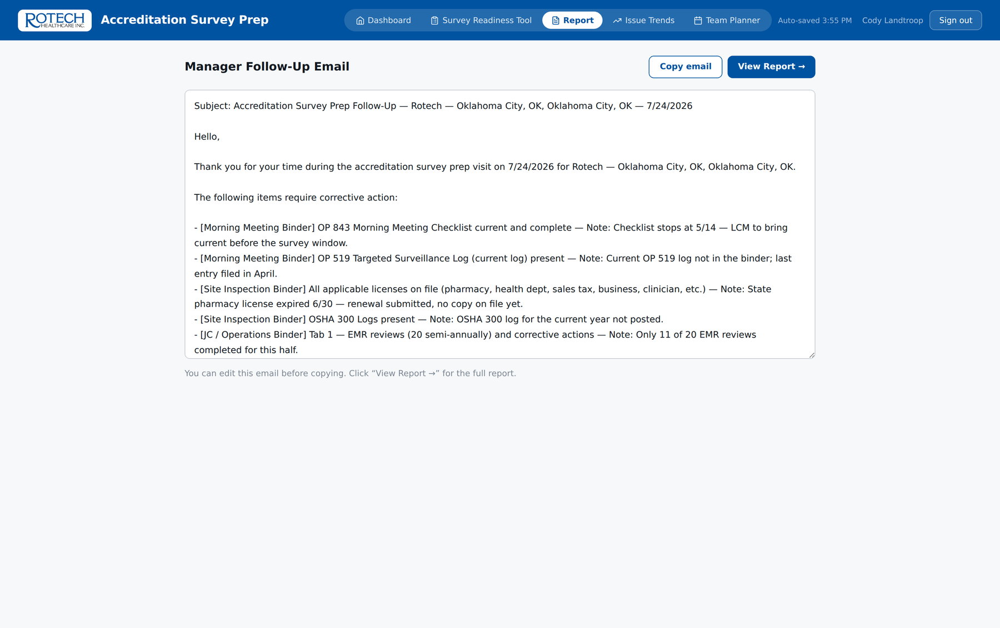 ROTECH
HEALTHCARE INC.
Accreditation Survey Prep
Dashboard
Survey Readiness Tool
Report
Issue Trends
Team Planner
Auto-saved 3:55 PM
Cody Landtroop
Sign out
Manager Follow-Up Email
Copy email
View Report →
Subject: Accreditation Survey Prep Follow-Up — Rotech — Oklahoma City, OK, Oklahoma City, OK — 7/24/2026
Hello,
Thank you for your time during the accreditation survey prep visit on 7/24/2026 for Rotech — Oklahoma City, OK, Oklahoma City, OK.
The following items require corrective action:
- [Morning Meeting Binder] OP 843 Morning Meeting Checklist current and complete — Note: Checklist stops at 5/14 — LCM to bring
current before the survey window.
- [Morning Meeting Binder] OP 519 Targeted Surveillance Log (current log) present — Note: Current OP 519 log not in the binder; last
entry filed in April.
- [Site Inspection Binder] All applicable licenses on file (pharmacy, health dept, sales tax, business, clinician, etc.) — Note: State
pharmacy license expired 6/30 — renewal submitted, no copy on file yet.
- [Site Inspection Binder] OSHA 300 Logs present — Note: OSHA 300 log for the current year not posted.
- [JC / Operations Binder] Tab 1 — EMR reviews (20 semi-annually) and corrective actions — Note: Only 11 of 20 EMR reviews
completed for this half.
You can edit this email before copying. Click “View Report →” for the full report.